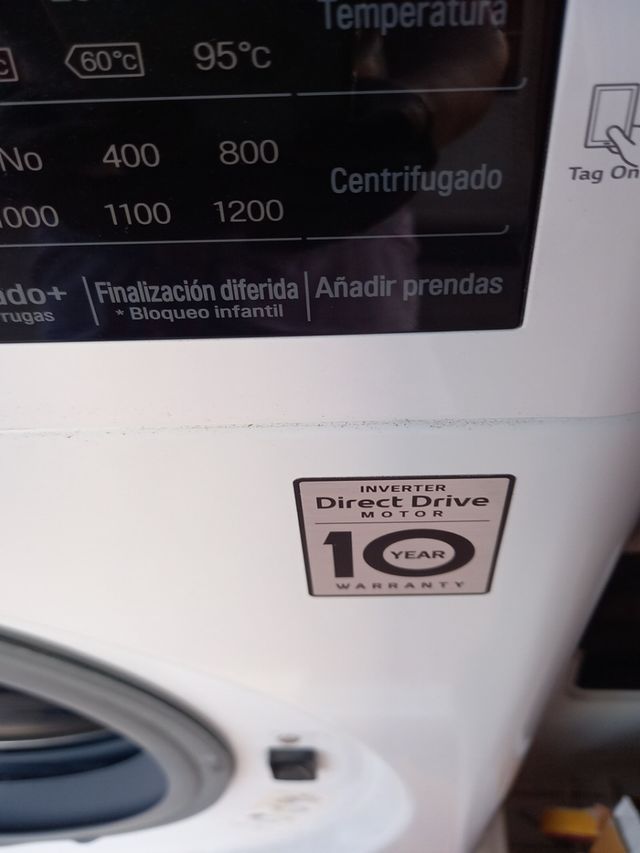 Temperatura
60°c 95°c
No 400 800
Centrifugado
Tag On
1000 1100 1200
Finalización diferida Añadir prendas
* Bloqueo infantil
INVERTER
Direct Drive
MOTOR
10 YEAR
WARRANTY